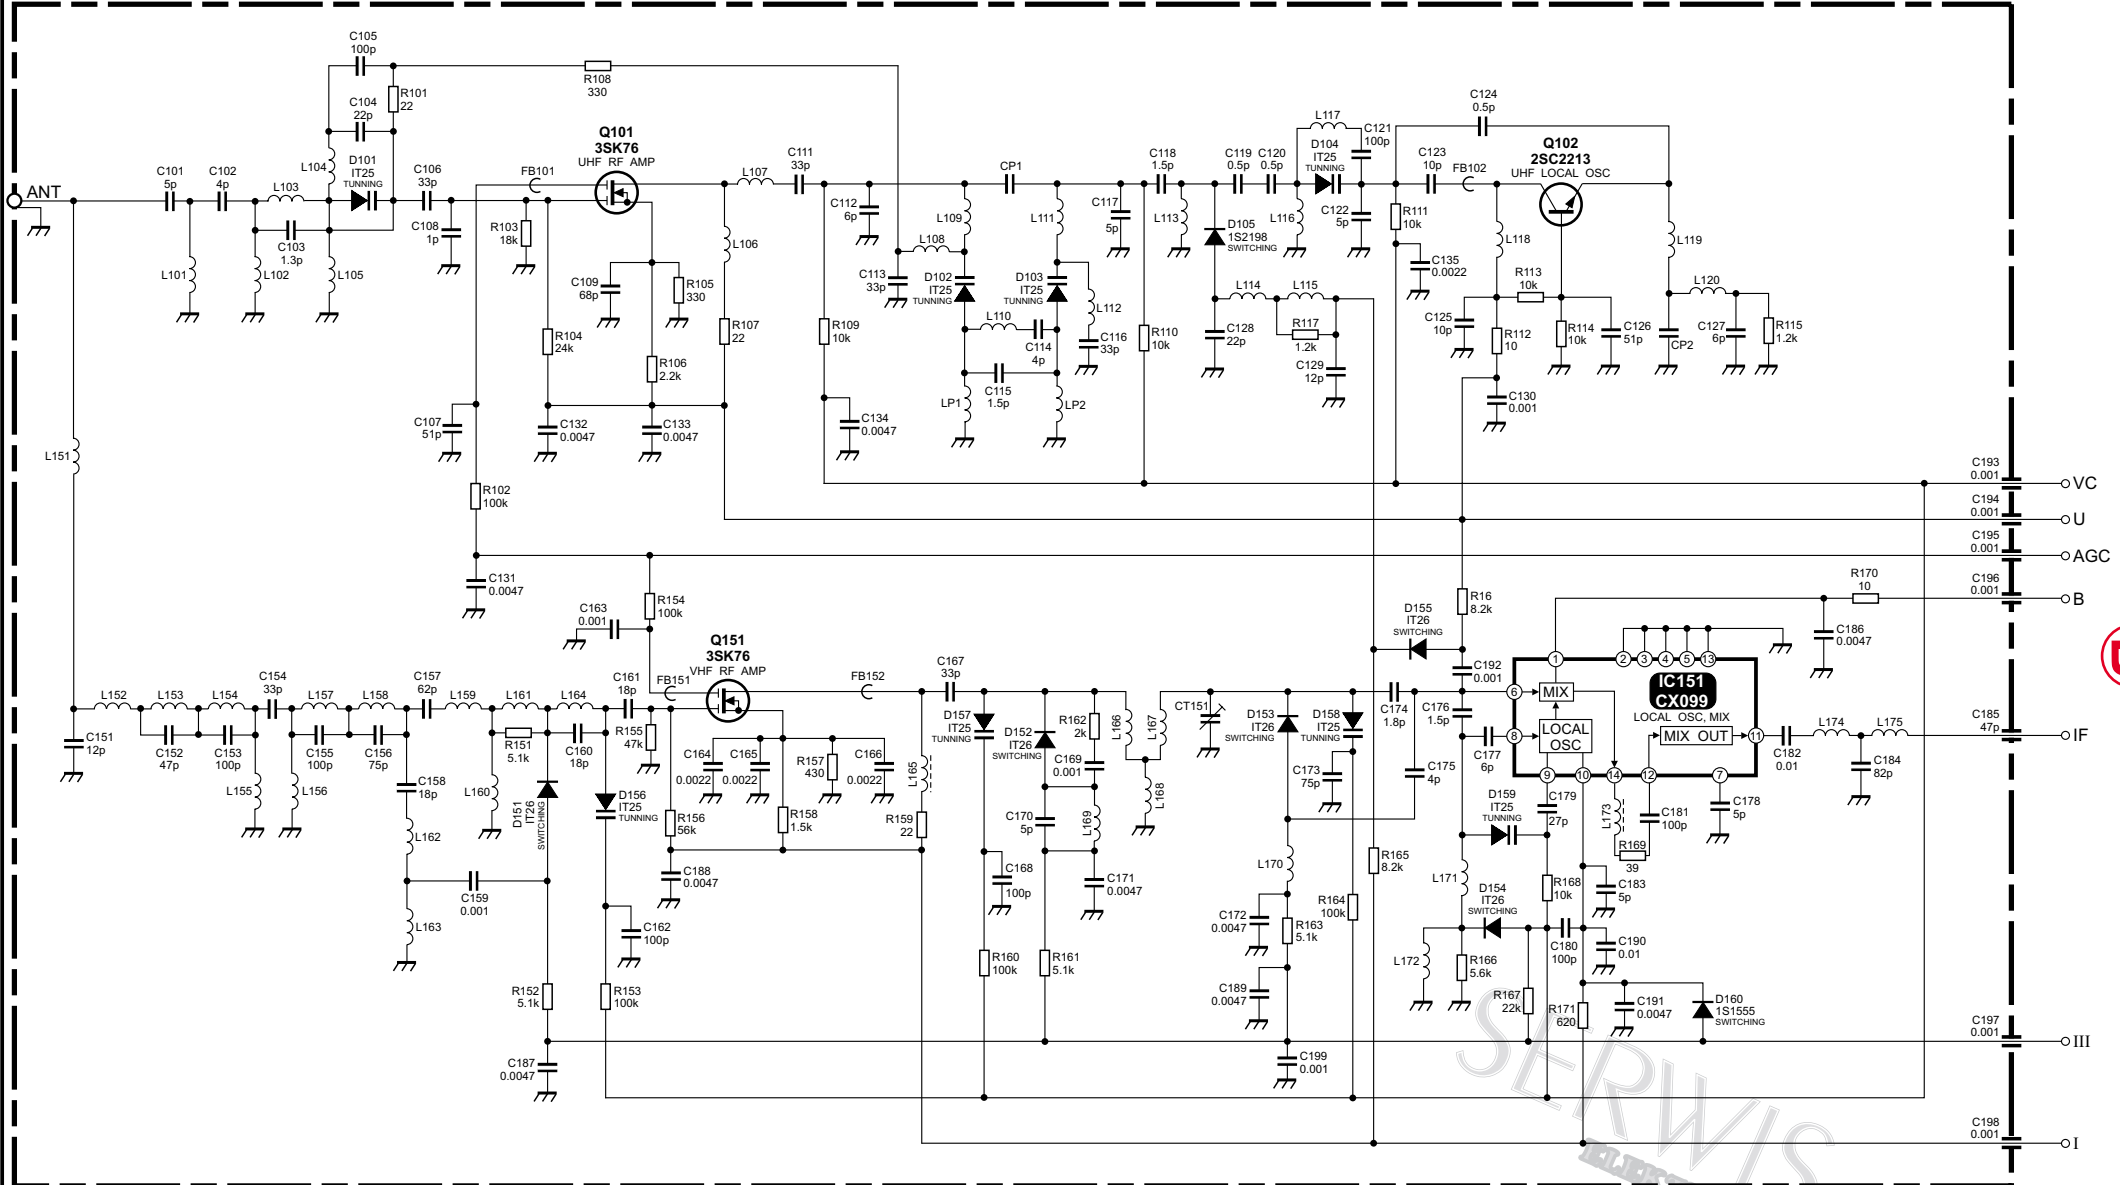 C105
100p
R108
330
C104
22p
R101
22
L104
D101
IT25
TUNNING
Q101
3SK76
UHF RF AMP
ANT
C101
5p
C102
4p
L103
C106
33p
FB101
C103
1.3p
C108
1p
R103
18k
L101
L102
L105
L106
L107
C111
33p
C112
6p
C109
68p
R105
330
R104
24k
R106
2.2k
R107
22
R109
10k
C107
51p
C132
0.0047
C133
0.0047
C134
0.0047
R102
100k
C131
0.0047
CP1
L109
L111
L108
C113
33p
D102
IT25
TUNNING
D103
IT25
TUNNING
L112
L110
C114
4p
C116
33p
C115
1.5p
LP1
LP2
C117
5p
C118
1.5p
L113
R110
10k
C119
0.5p
C120
0.5p
D105
1S2198
SWITCHING
L117
D104
IT25
TUNNING
C121
100p
L116
C122
5p
L114
L115
R117
1.2k
C128
22p
C129
12p
C124
0.5p
C123
10p
FB102
R111
10k
C135
0.0022
Q102
2SC2213
UHF LOCAL OSC
L118
L119
R113
10k
L120
C125
10p
R112
10
R114
10k
C126
51p
CP2
C127
6p
R115
1.2k
C130
0.001
C193
0.001
VC
C194
0.001
U
C195
0.001
AGC
C196
0.001
B
R170
10
C186
0.0047
L151
C151
12p
L152
L153
L154
C152
47p
C153
100p
C154
33p
L155
L156
L157
L158
C155
100p
C156
75p
C157
62p
C158
18p
L162
L163
C159
0.001
L159
L161
L164
R151
5.1k
C160
18p
L160
D151
IT26
SWITCHING
C161
18p
R155
47k
D156
IT25
TUNNING
C162
100p
R152
5.1k
R153
100k
C187
0.0047
C163
0.001
R154
100k
FB151
Q151
3SK76
VHF RF AMP
C164
0.0022
C165
0.0022
R157
430
C166
0.0022
R156
56k
R158
1.5k
C188
0.0047
FB152
C167
33p
L165
R159
22
D157
IT25
TUNNING
D152
IT26
SWITCHING
R162
2k
C169
0.001
C170
5p
L169
C168
100p
C171
0.0047
R160
100k
R161
5.1k
L166
L167
L168
CT151
D153
IT26
SWITCHING
D158
IT25
TUNNING
C173
75p
C174
1.8p
C175
4p
L170
C172
0.0047
R163
5.1k
R164
100k
R165
8.2k
C189
0.0047
C199
0.001
D155
IT26
SWITCHING
R16
8.2k
C192
0.001
C176
1.5p
C177
6p
D159
IT25
TUNNING
L171
D154
IT26
SWITCHING
L172
R166
5.6k
R167
22k
1
2
3
4
5
13
6
8
9
10
14
12
7
11
MIX
LOCAL
OSC
IC151
CX099
LOCAL OSC, MIX
MIX OUT
C179
27p
R168
10k
C180
100p
R171
620
C183
5p
C190
0.01
C191
0.0047
D160
1S1555
SWITCHING
L173
R169
39
C181
100p
C178
5p
C182
0.01
L174
L175
C184
82p
C185
47p
IF
C197
0.001
III
C198
0.001
I
SERWIS